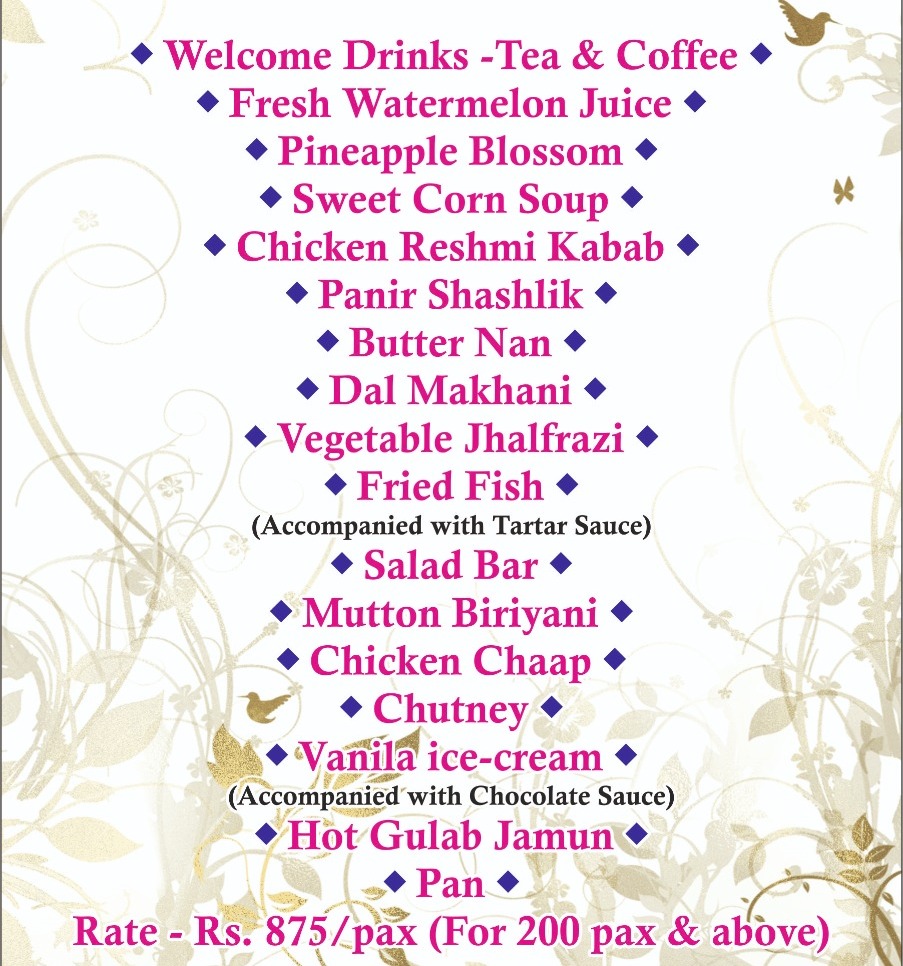 ◆ Welcome Drinks -Tea & Coffee ◆
◆ Fresh Watermelon Juice ◆
◆ Pineapple Blossom ◆
◆ Sweet Corn Soup ◆
◆ Chicken Reshmi Kabab ◆
◆ Panir Shashlik ◆
◆ Butter Nan ◆
◆ Dal Makhani ◆
◆ Vegetable Jhalfrazi ◆
◆ Fried Fish ◆
(Accompanied with Tartar Sauce)
◆ Salad Bar ◆
◆ Mutton Biriyani ◆
◆ Chicken Chaap ◆
◆ Chutney ◆
◆ Vanila ice-cream ◆
(Accompanied with Chocolate Sauce)
◆ Hot Gulab Jamun ◆
◆ Pan ◆
Rate - Rs. 875/pax (For 200 pax & above)